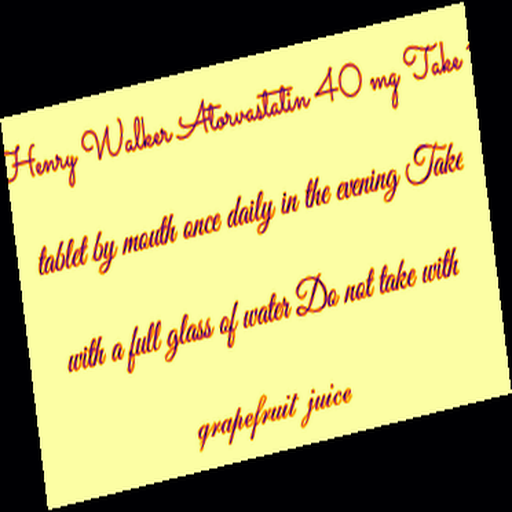 Henry Walker Atorvastatin 40 mg Take
tablet by mouth once daily in the evening Take
with a full glass of water Do not take with
grapefruit juice